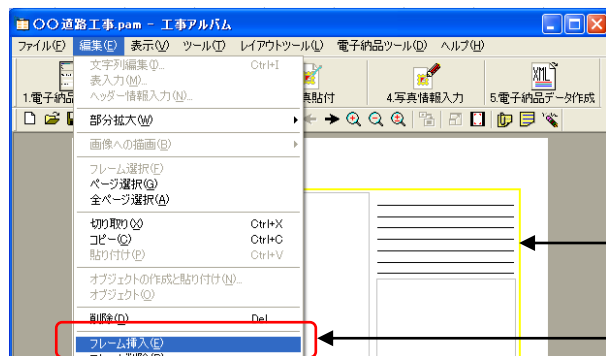 〇〇道路工事.pam - 工事アルバム
ファイル(F) 編集(E) 表示(V) ツール(T) レイアウトツール(L) 電子納品ツール(D) ヘルプ(H)
1.電子納品
真貼付
4.写真情報入力
5.電子納品データ作成
文字列編集(I)... Ctrl+I
表入力(M)...
ヘッダー情報入力(N)...
部分拡大(W)
画像への描画(B)
フレーム選択(F)
ページ選択(G)
全ページ選択(A)
切り取り(X) Ctrl+X
コピー(C) Ctrl+C
貼り付け(P) Ctrl+V
オブジェクトの作成と貼り付け(N)...
オブジェクト(O)
削除(D) Del
フレーム挿入(E)